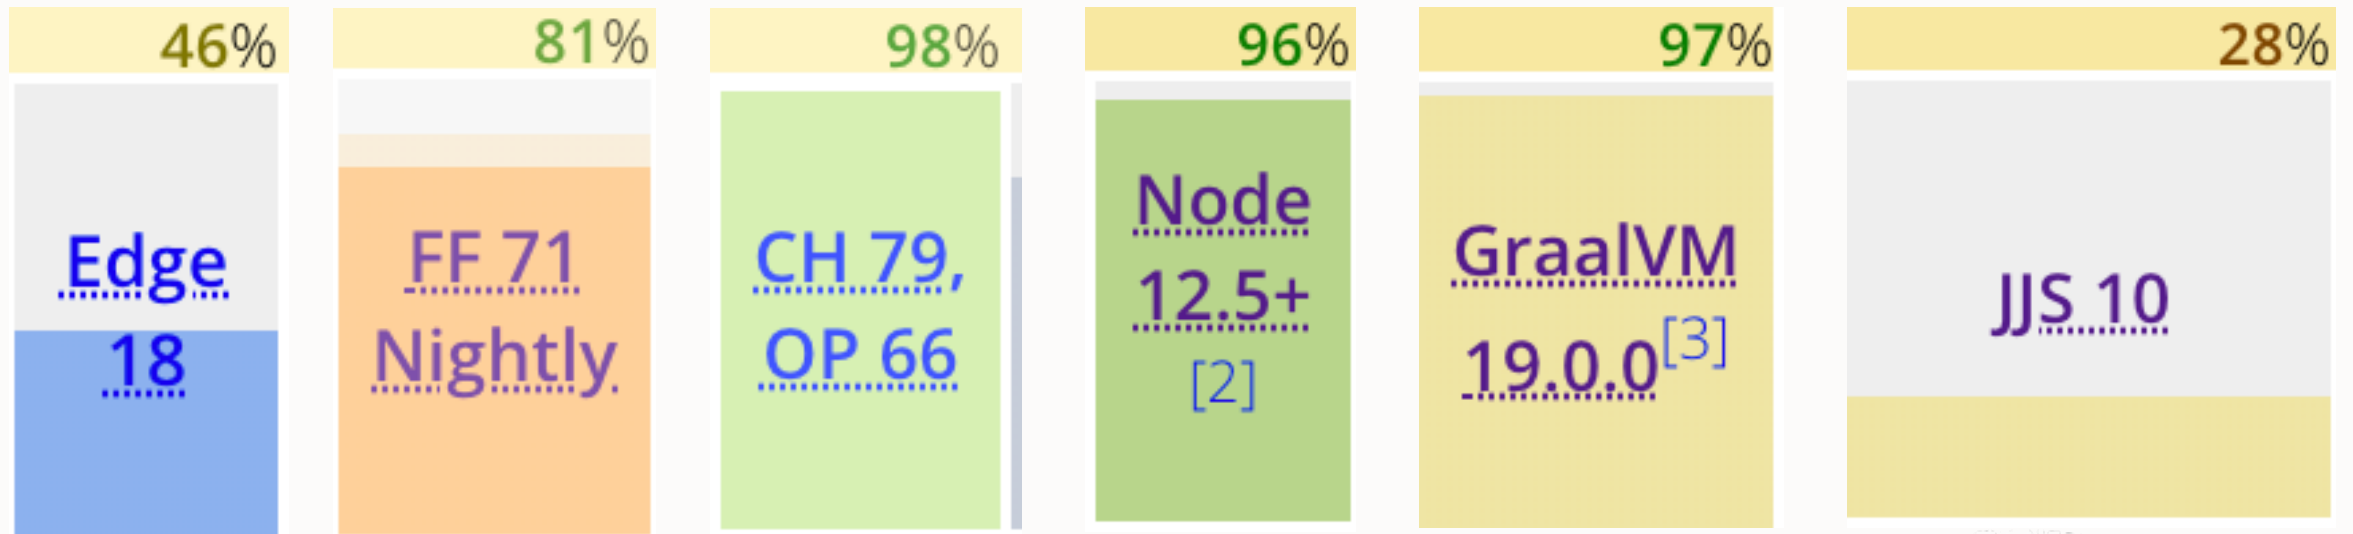 46%
81%
98%
96%
97%
28%
Edge
18
FF 71
Nightly
CH 79,
OP 66
Node
12.5+
[2]
GraalVM
19.0.0[3]
JJS 10